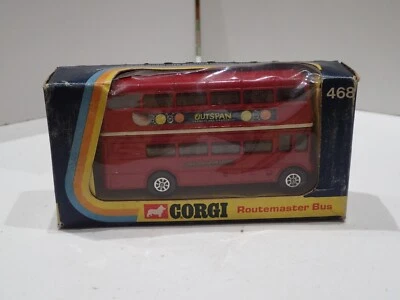 468
OUTSPAN
CORGI Routemaster Bus